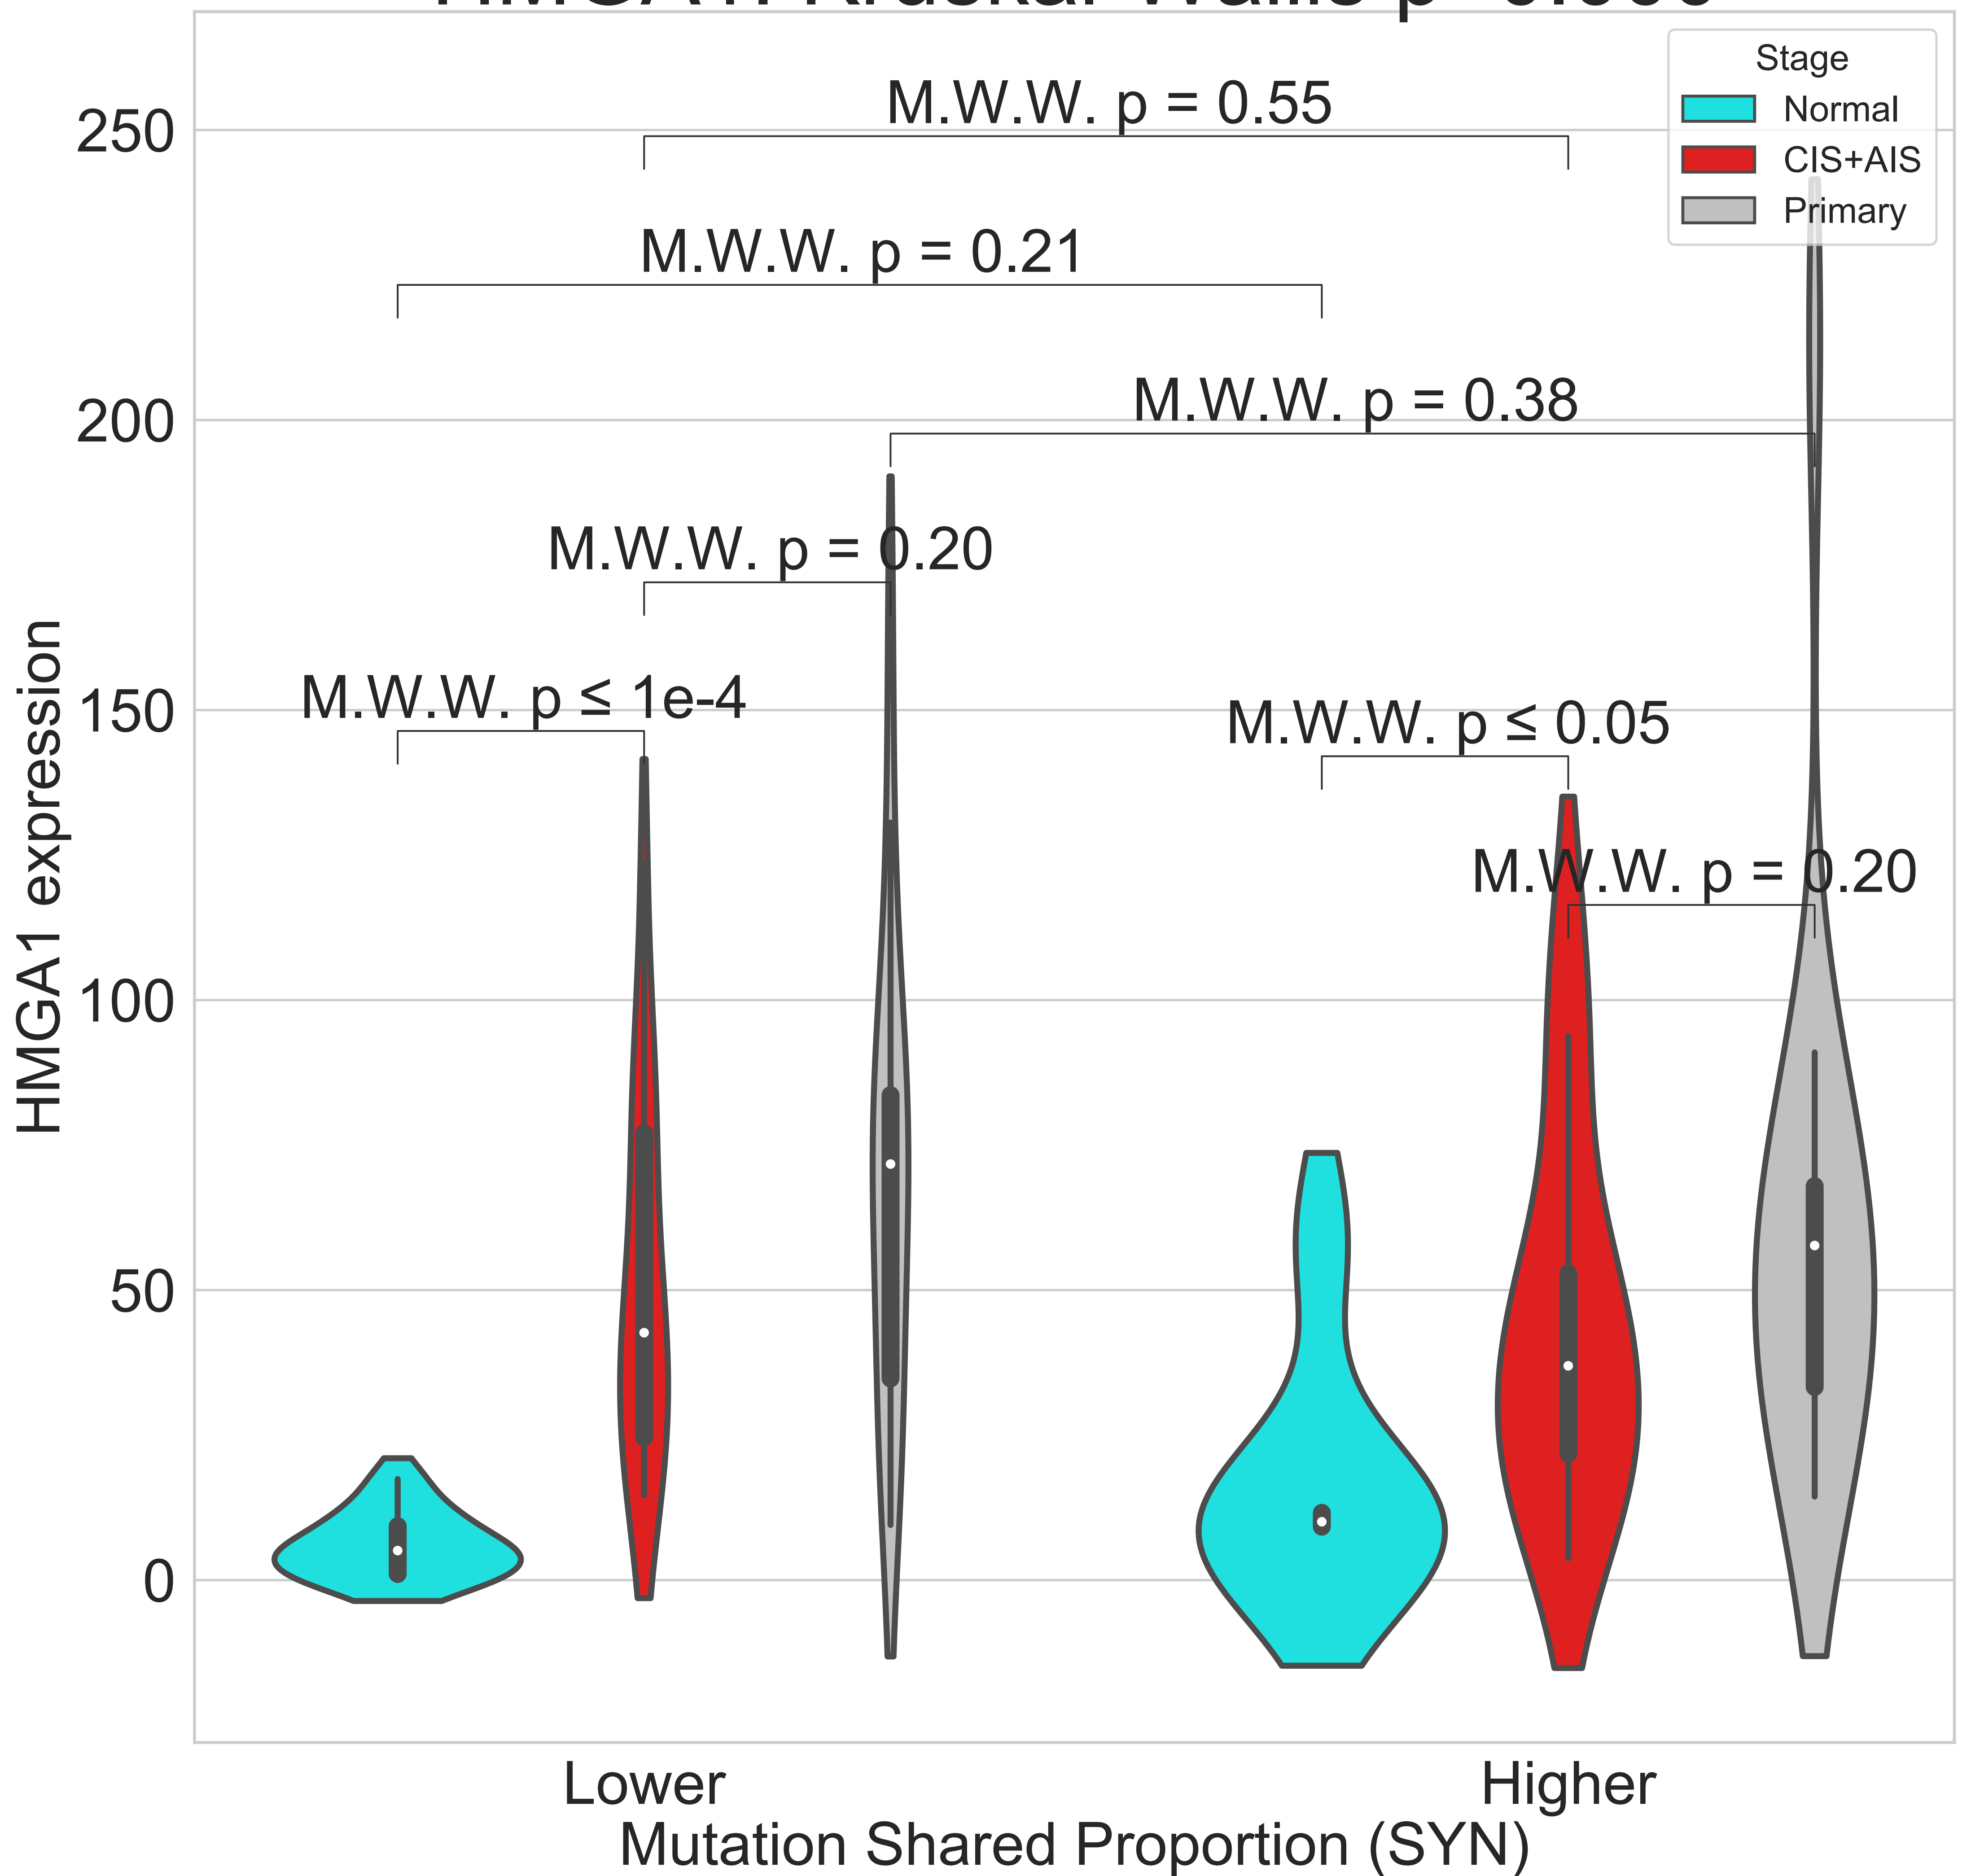 Stage
Normal
CIS+AIS
Primary
M.W.W. p = 0.55
M.W.W. p = 0.21
M.W.W. p = 0.38
M.W.W. p = 0.20
M.W.W. p ≤ 1e-4
M.W.W. p ≤ 0.05
M.W.W. p = 0.20
250
200
150
100
50
0
HMGA1 expression
Lower
Higher
Mutation Shared Proportion (SYN)